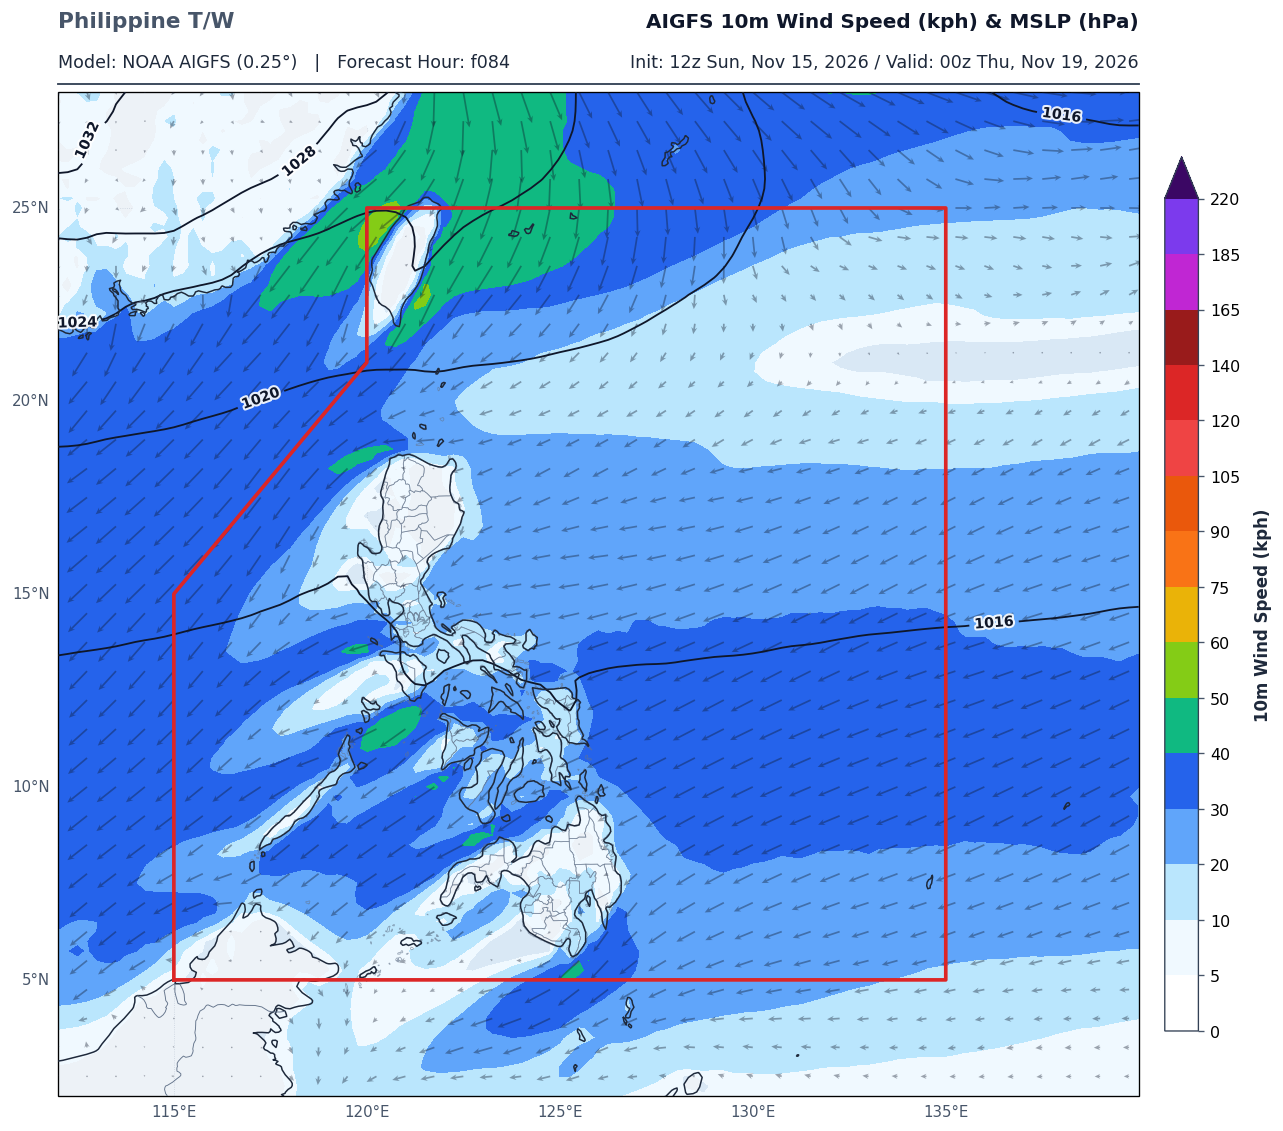 Philippine T/W
AIGFS 10m Wind Speed (kph) & MSLP (hPa)
Model: NOAA AIGFS (0.25°) | Forecast Hour: f084
Init: 12z Sun, Nov 15, 2026 / Valid: 00z Thu, Nov 19, 2026
1032
1028
1016
1024
1020
1016
25°N
20°N
15°N
10°N
5°N
115°E
120°E
125°E
130°E
135°E
220
185
165
140
120
105
90
75
60
50
40
30
20
10
5
0
10m Wind Speed (kph)